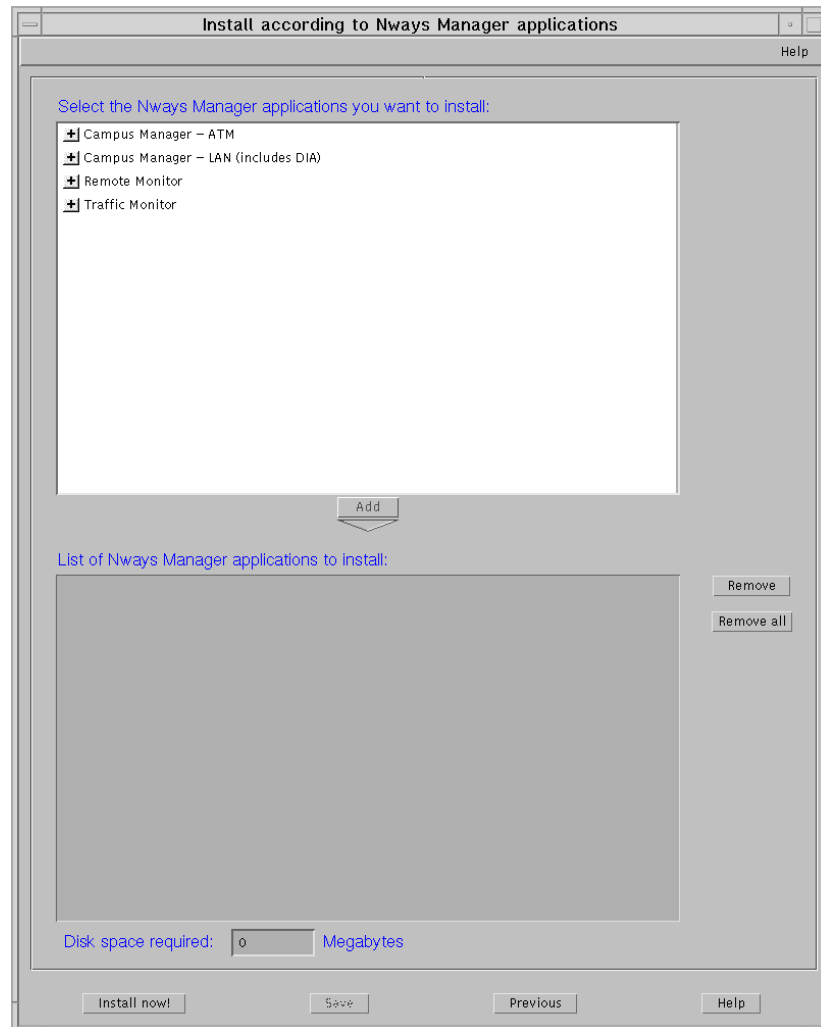 Install according to Nways Manager applications
Help
Select the Nways Manager applications you want to install:
Campus Manager – ATM
Campus Manager – LAN (includes DIA)
Remote Monitor
Traffic Monitor
Add
List of Nways Manager applications to install:
Remove
Remove all
Disk space required: 0 Megabytes
Install now! Save Previous Help